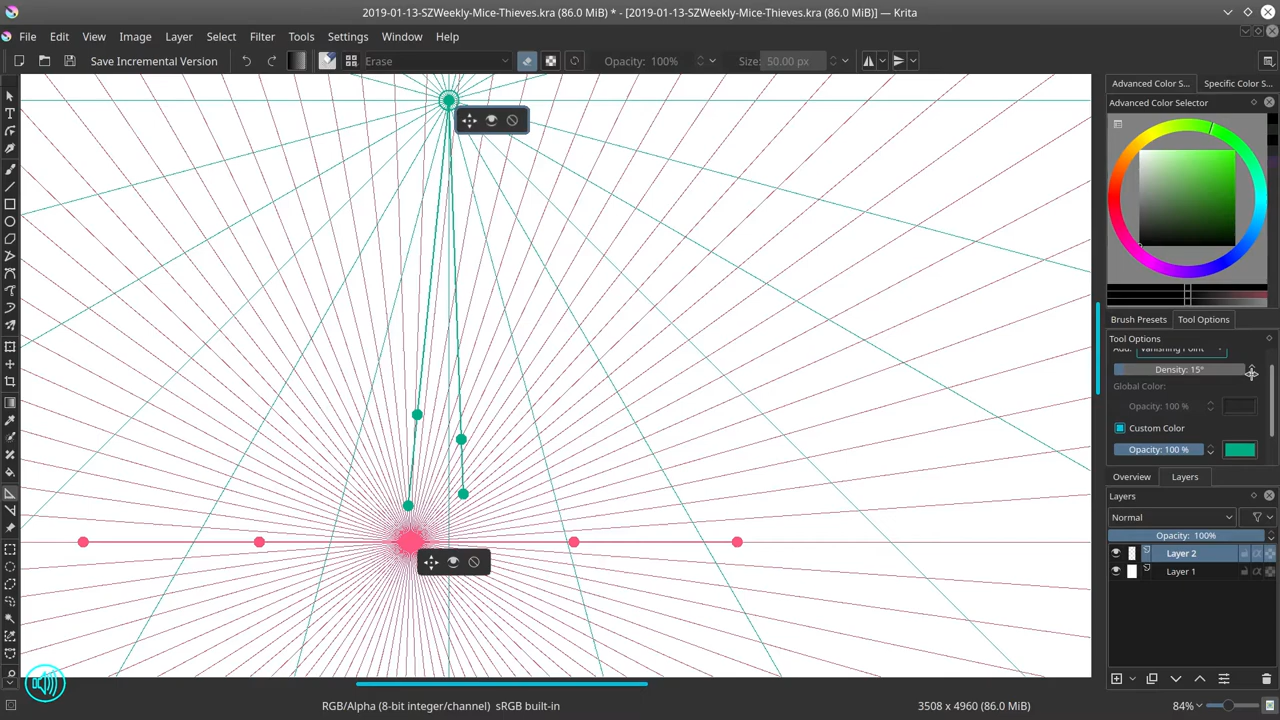 2019-01-13-SZWeekly-Mice-Thieves.kra (86.0 MiB) * - [2019-01-13-SZWeekly-Mice-Thieves.kra (86.0 MiB)] — Krita
File Edit View Image Layer Select Filter Tools Settings Window Help
Save Incremental Version Erase Opacity: 100% Size: 50.00 px
Advanced Color S... Specific Color S...
Advanced Color Selector
Brush Presets Tool Options
Tool Options
Add: Vanishing Point
Density: 15°
Global Color:
Opacity: 100 %
Custom Color
Opacity: 100 %
Overview Layers
Layers
Normal
Opacity: 100%
Layer 2
Layer 1
RGB/Alpha (8-bit integer/channel) sRGB built-in 3508 x 4960 (86.0 MiB) 84%